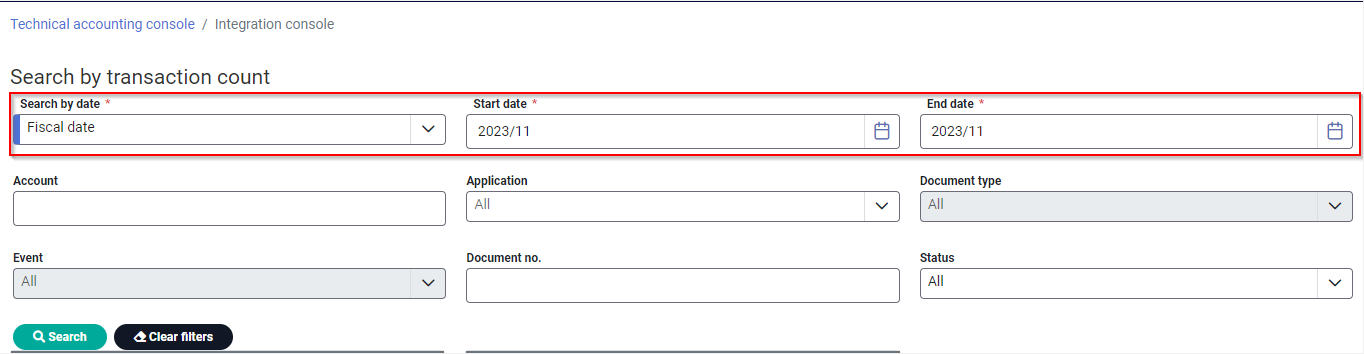 Technical accounting console / Integration console
Search by transaction count
Search by date * Start date * End date *
Fiscal date 2023/11 2023/11
Account Application Document type
All All
Event Document no. Status
All All
Search Clear filters